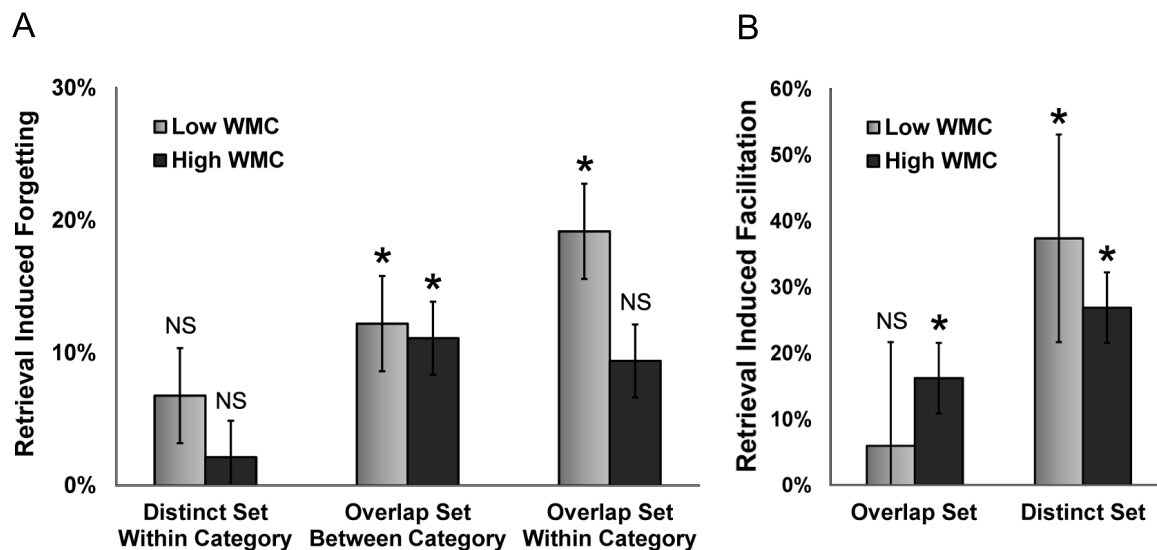 A
Retrieval Induced Forgetting
30%
20%
10%
0%
Low WMC
High WMC
NS
NS
*
*
*
NS
Distinct Set
Within Category
Overlap Set
Between Category
Overlap Set
Within Category
B
Retrieval Induced Facilitation
60%
50%
40%
30%
20%
10%
0%
Low WMC
High WMC
NS
*
*
*
Overlap Set
Distinct Set